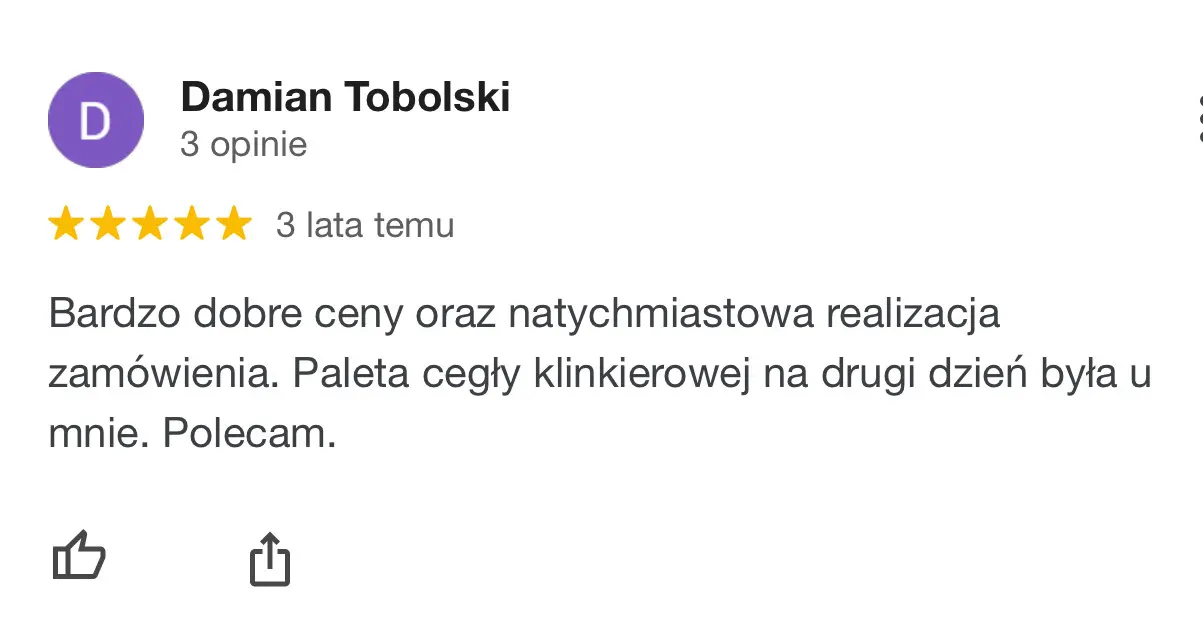 D
Damian Tobolski
3 opinie
3 lata temu
Bardzo dobre ceny oraz natychmiastowa realizacja
zamówienia. Paleta cegły klinkierowej na drugi dzień była u
mnie. Polecam.